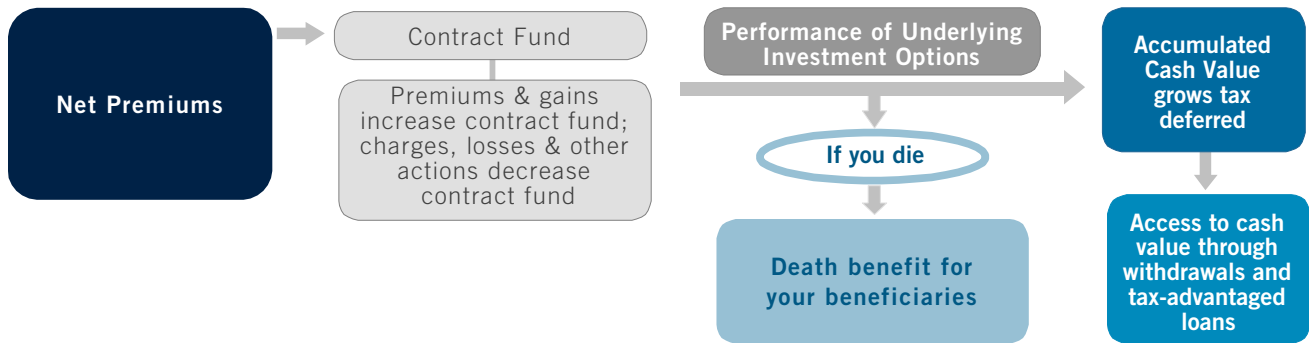 Net Premiums
Contract Fund
Premiums & gains
increase contract fund;
charges, losses & other
actions decrease
contract fund
Performance of Underlying
Investment Options
If you die
Death benefit for
your beneficiaries
Accumulated
Cash Value
grows tax
deferred
Access to cash
value through
withdrawals and
tax-advantaged
loans